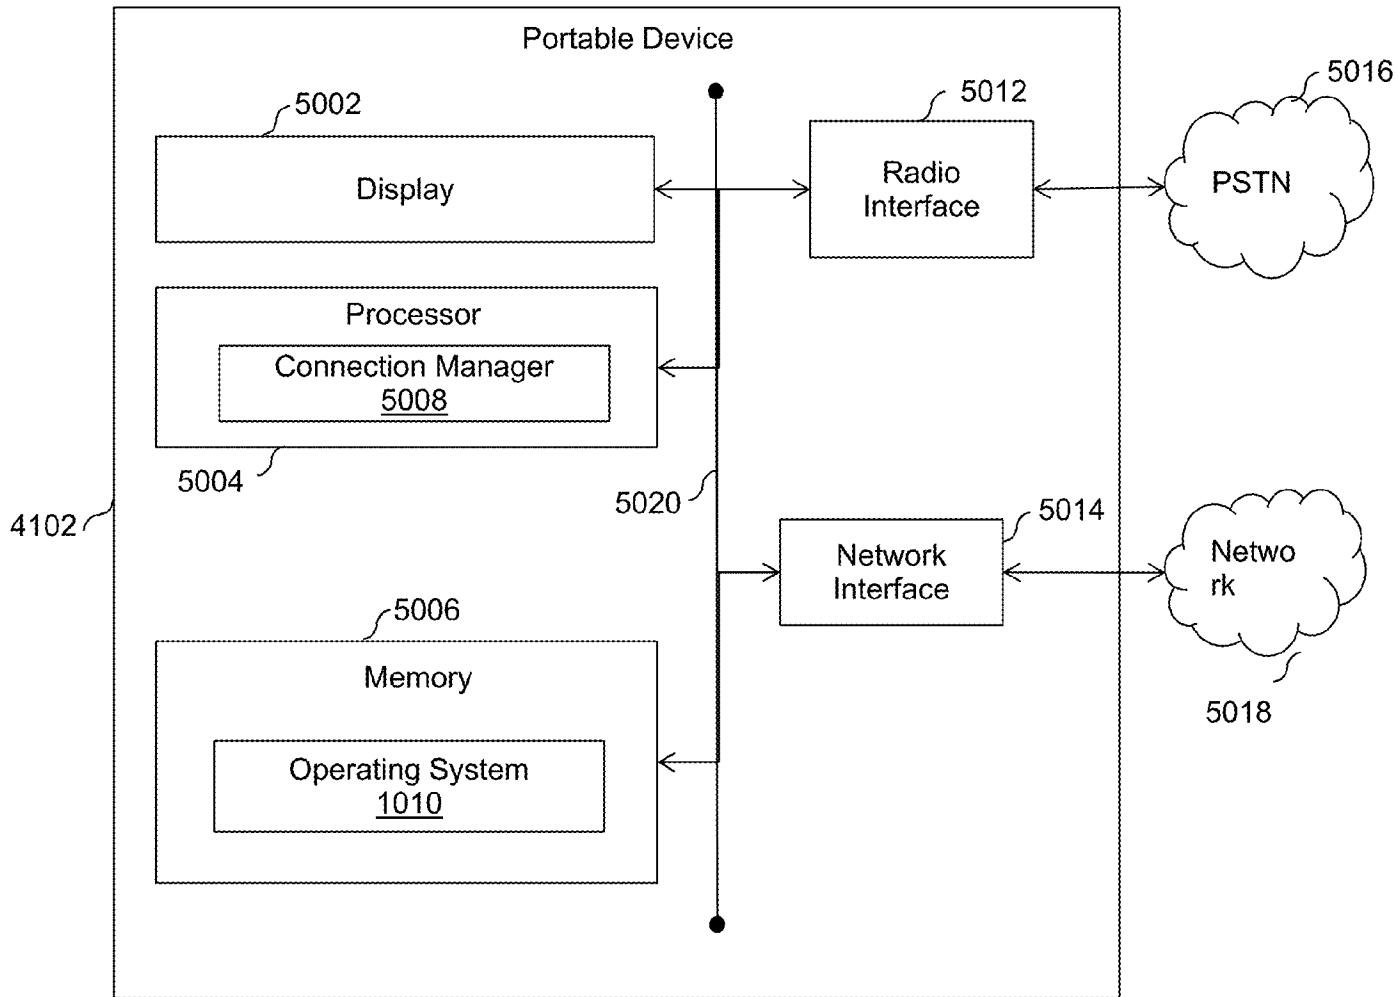 Portable Device
5016
5002
5012
Display
Radio
Interface
PSTN
Processor
Connection Manager
5008
5004
5020
4102
5014
Network
Interface
Netwo
rk
5006
Memory
5018
Operating System
1010